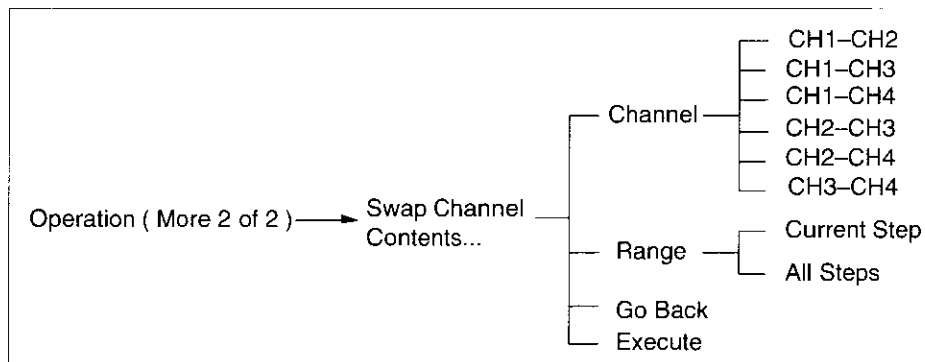 CH1–CH2
CH1–CH3
CH1–CH4
Channel
CH2–CH3
CH2–CH4
CH3–CH4
Operation ( More 2 of 2 )
Swap Channel
Contents...
Current Step
Range
All Steps
Go Back
Execute